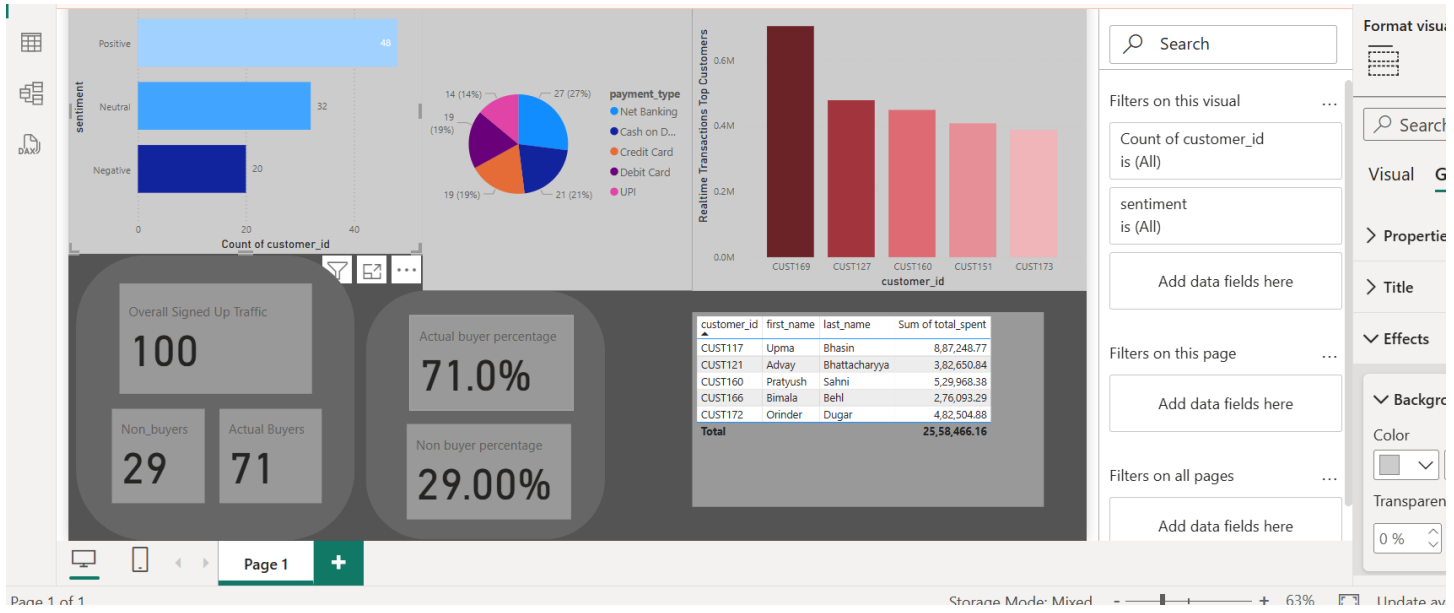 Positive
48
Neutral
32
Negative
20
sentiment
0
20
40
Count of customer_id
14 (14%)
27 (27%)
19
(19%)
19 (19%)
21 (21%)
payment_type
Net Banking
Cash on D...
Credit Card
Debit Card
UPI
Realtime Transactions Top Customers
0.6M
0.4M
0.2M
0.0M
CUST169 CUST127 CUST160 CUST151 CUST173
customer_id
Overall Signed Up Traffic
100
Non_buyers
29
Actual Buyers
71
Actual buyer percentage
71.0%
Non buyer percentage
29.00%
customer_id first_name last_name Sum of total_spent
CUST117 Upma Bhasin 8,87,248.77
CUST121 Advay Bhattacharyya 3,82,650.84
CUST160 Pratyush Sahni 5,29,968.38
CUST166 Bimala Behl 2,76,093.29
CUST172 Orinder Dugar 4,82,504.88
Total 25,58,466.16
Search
Filters on this visual ...
Count of customer_id
is (All)
sentiment
is (All)
Add data fields here
Filters on this page ...
Add data fields here
Filters on all pages ...
Add data fields here
Format visua
Search
Visual G
Propertie
Title
Effects
Backgro
Color
Transparen
0 %
DAX
Page 1
+
Page 1 of 1
Storage Mode: Mixed
- + 63%
Update av